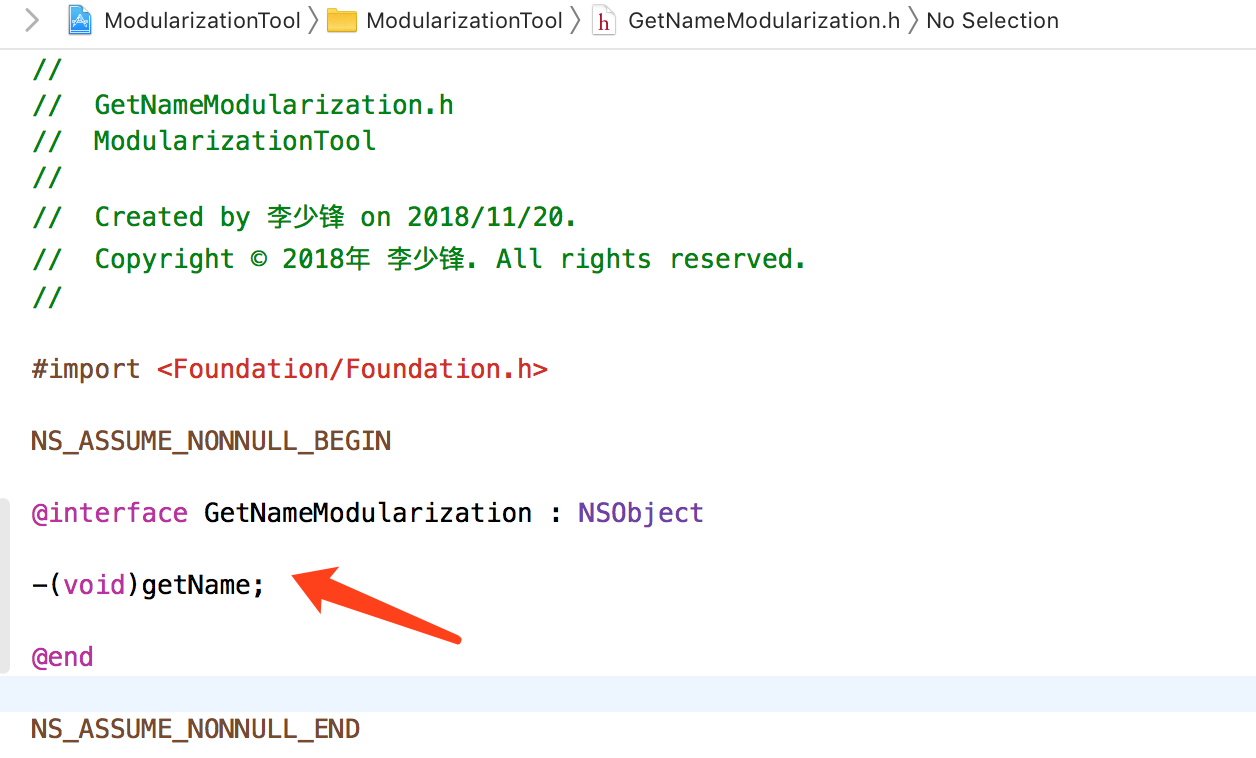 ModularizationTool 〉 ModularizationTool 〉 h GetNameModularization.h 〉 No Selection
//
//  GetNameModularization.h
//  ModularizationTool
//
//  Created by 李少锋 on 2018/11/20.
//  Copyright © 2018年 李少锋. All rights reserved.
//
#import <Foundation/Foundation.h>
NS_ASSUME_NONNULL_BEGIN
@interface GetNameModularization : NSObject
-(void)getName;
@end
NS_ASSUME_NONNULL_END